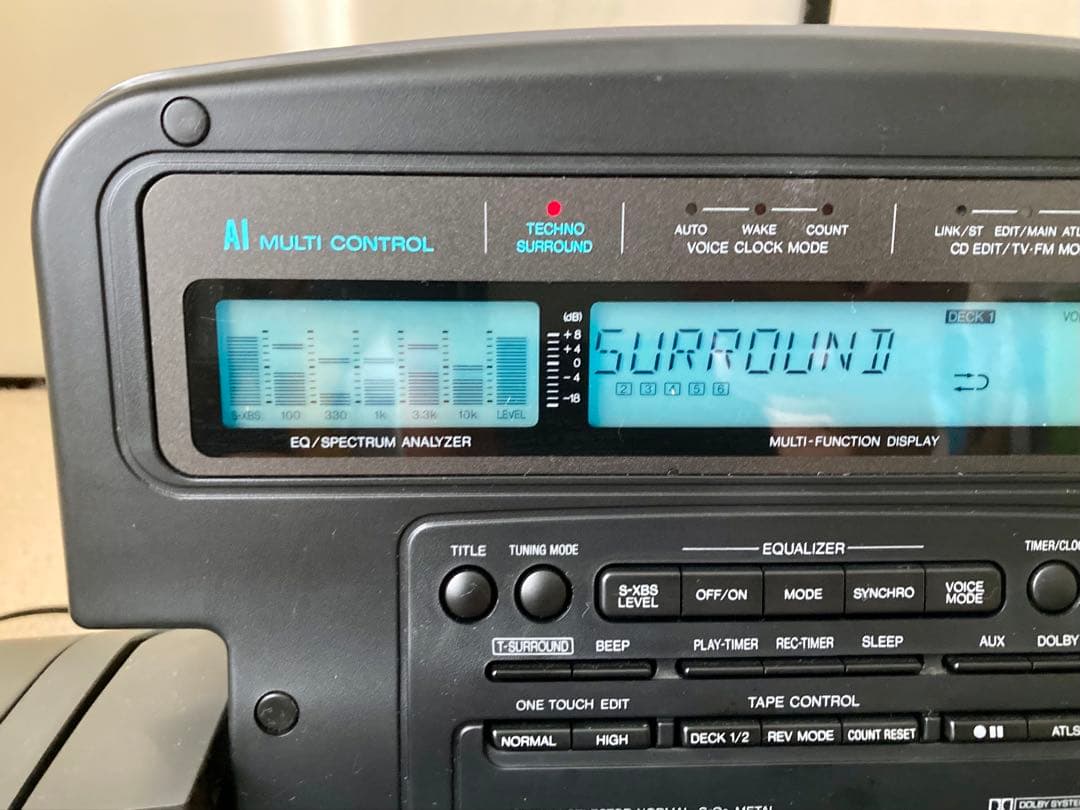 AI MULTI CONTROL
TECHNO
SURROUND
AUTO WAKE COUNT
VOICE CLOCK MODE
LINK/ST EDIT/MAIN
CD EDIT/TV·FM
(dB)
+8
+4
0
-4
-18
S-XBS 100 330 1k 3.3k 10k LEVEL
EQ/SPECTRUM ANALYZER
DECK 1
SURROUND
2 3 4 5 6
MULTI-FUNCTION DISPLAY
TITLE TUNING MODE
EQUALIZER
TIMER/CLO
S-XBS
LEVEL
OFF/ON
MODE
SYNCHRO
VOICE
MODE
T-SURROUND BEEP PLAY-TIMER REC-TIMER SLEEP AUX DOLBY
ONE TOUCH EDIT
TAPE CONTROL
NORMAL HIGH DECK 1/2 REV MODE COUNT RESET ATLS
DOLBY SYSTEM